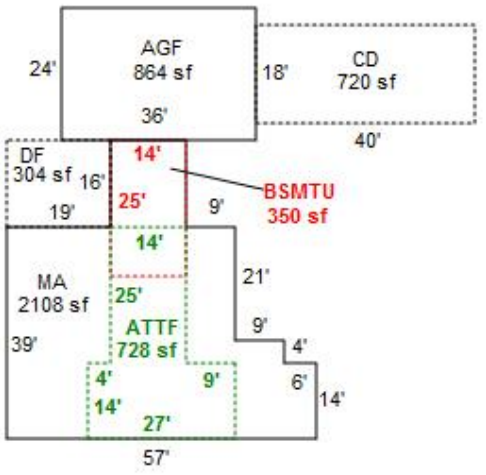 AGF
864 sf
24'
36'
CD
720 sf
18'
40'
DF
304 sf
16'
19'
14'
25'
BSMTU
350 sf
9'
14'
21'
MA
2108 sf
25'
39'
ATTF
728 sf
9'
4'
4'
9'
6'
14'
14'
27'
57'